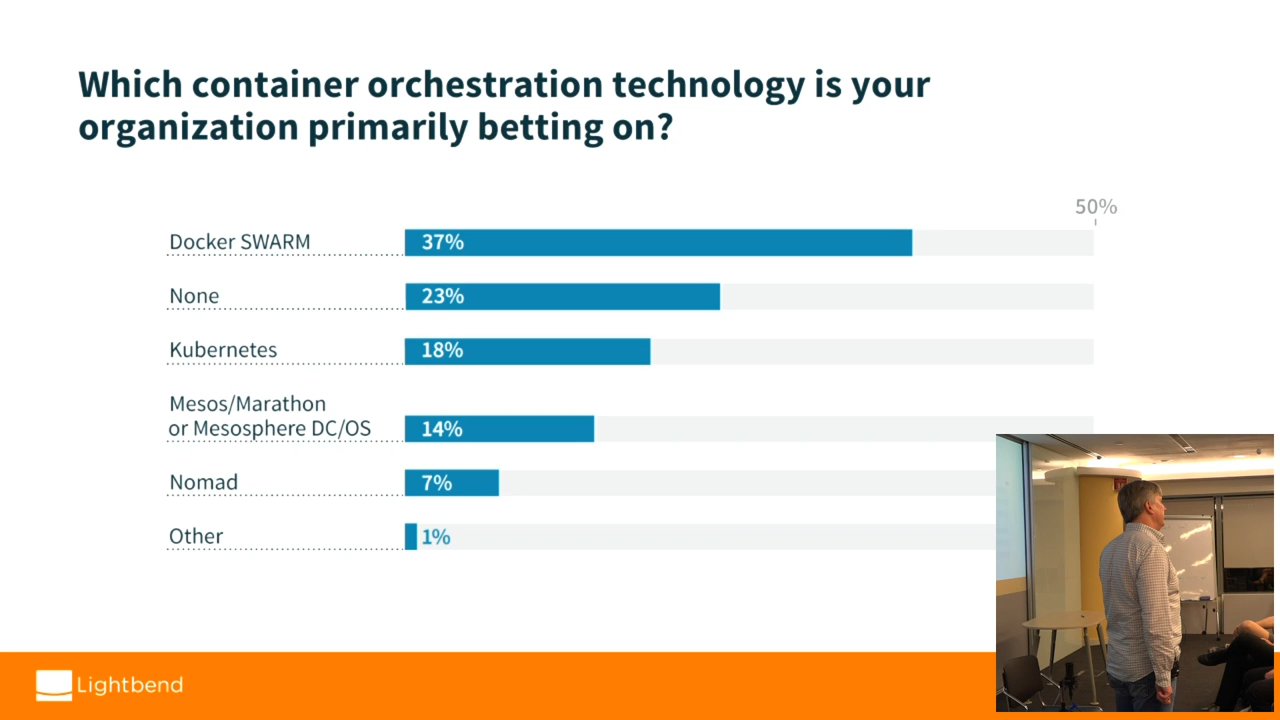 Which container orchestration technology is your
organization primarily betting on?
50%
Docker SWARM 37%
None 23%
Kubernetes 18%
Mesos/Marathon
or Mesosphere DC/OS 14%
Nomad 7%
Other 1%
Lightbend